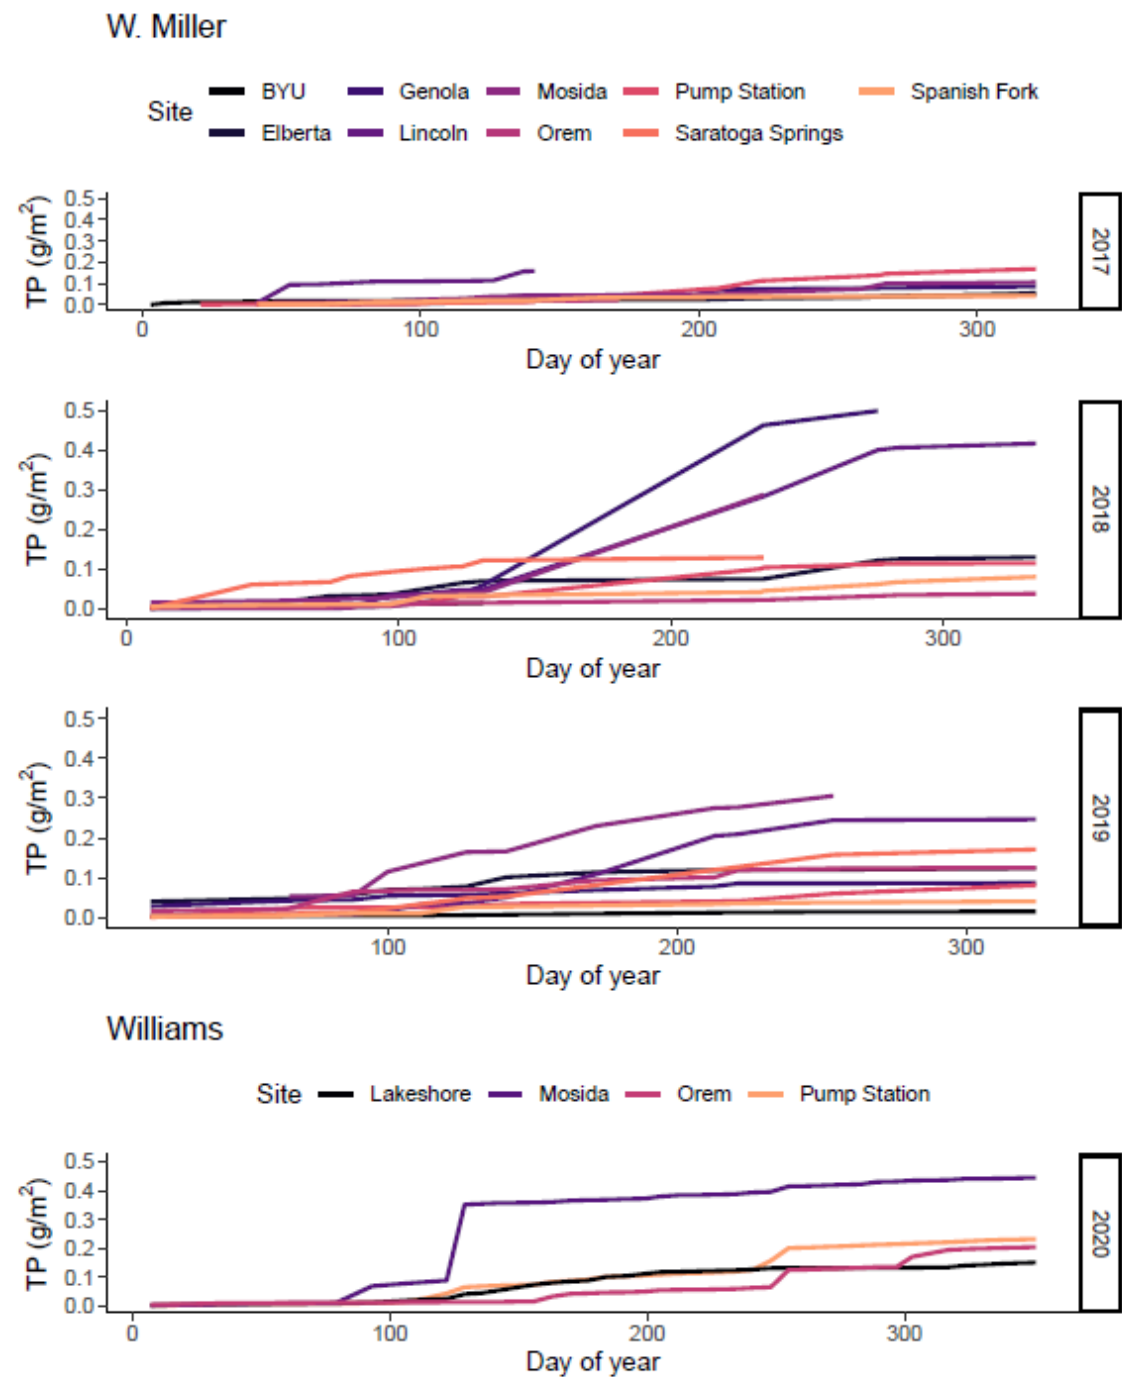 W. Miller
Site BYU Genola Mosida Pump Station Spanish Fork
Elberta Lincoln Orem Saratoga Springs
TP (g/m²)
0.5
0.4
0.3
0.2
0.1
0.0
2017
0 100 200 300
Day of year
TP (g/m²)
0.5
0.4
0.3
0.2
0.1
0.0
2018
0 100 200 300
Day of year
TP (g/m²)
0.5
0.4
0.3
0.2
0.1
0.0
2019
100 200 300
Day of year
Williams
Site Lakeshore Mosida Orem Pump Station
TP (g/m²)
0.5
0.4
0.3
0.2
0.1
0.0
2020
0 100 200 300
Day of year